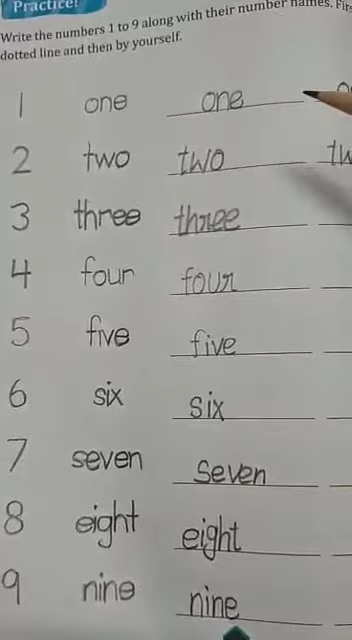 Practice!
Write the numbers 1 to 9 along with their number names. Firs
dotted line and then by yourself.
1 one one
2 two two tw
3 three three
4 four four
5 five five
6 six six
7 seven seven
8 eight eight
9 nine nine